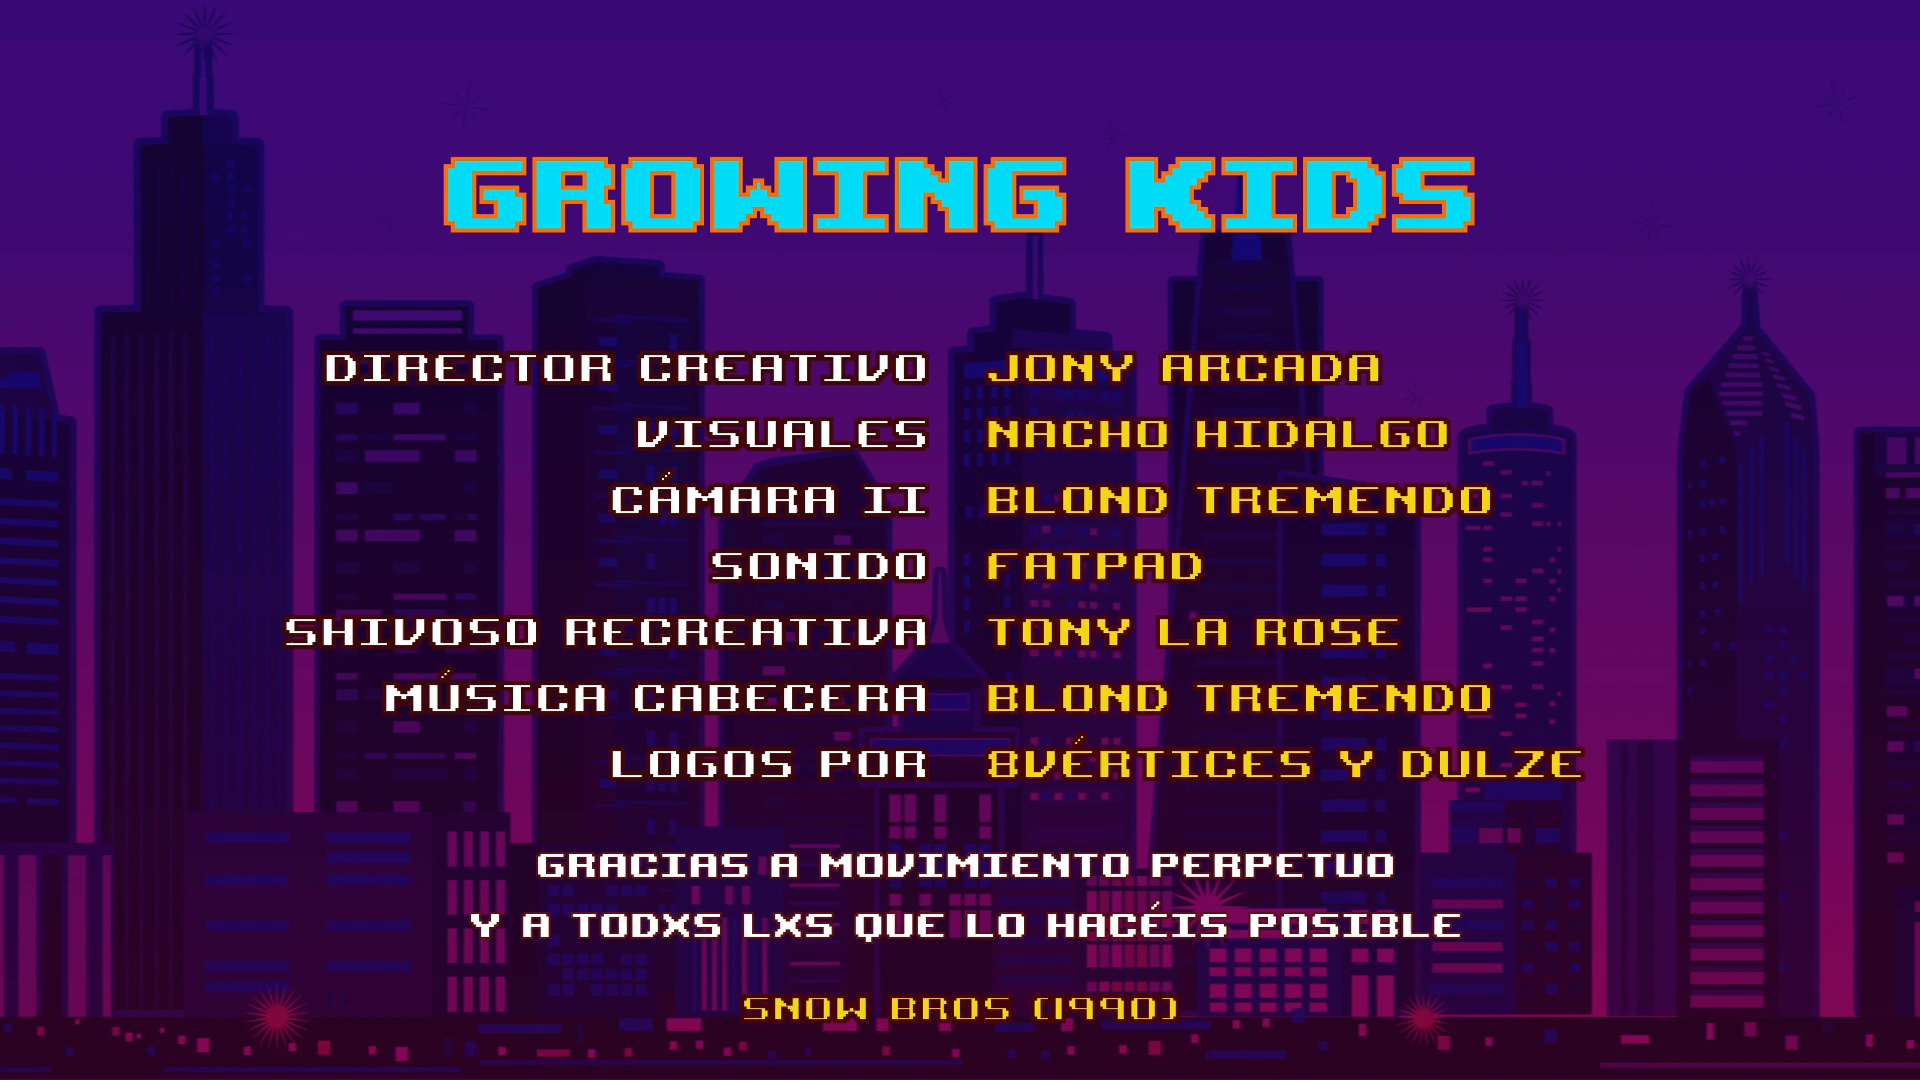 GROWING KIDS
DIRECTOR CREATIVO JONY ARCADA
VISUALES NACHO HIDALGO
CÁMARA II BLOND TREMENDO
SONIDO FATPAD
SHIVOSO RECREATIVA TONY LA ROSE
MÚSICA CABECERA BLOND TREMENDO
LOGOS POR 8VÉRTICES Y DULZE
GRACIAS A MOVIMIENTO PERPETUO
Y A TODXS LXS QUE LO HACÉIS POSIBLE
SNOW BROS (1990)